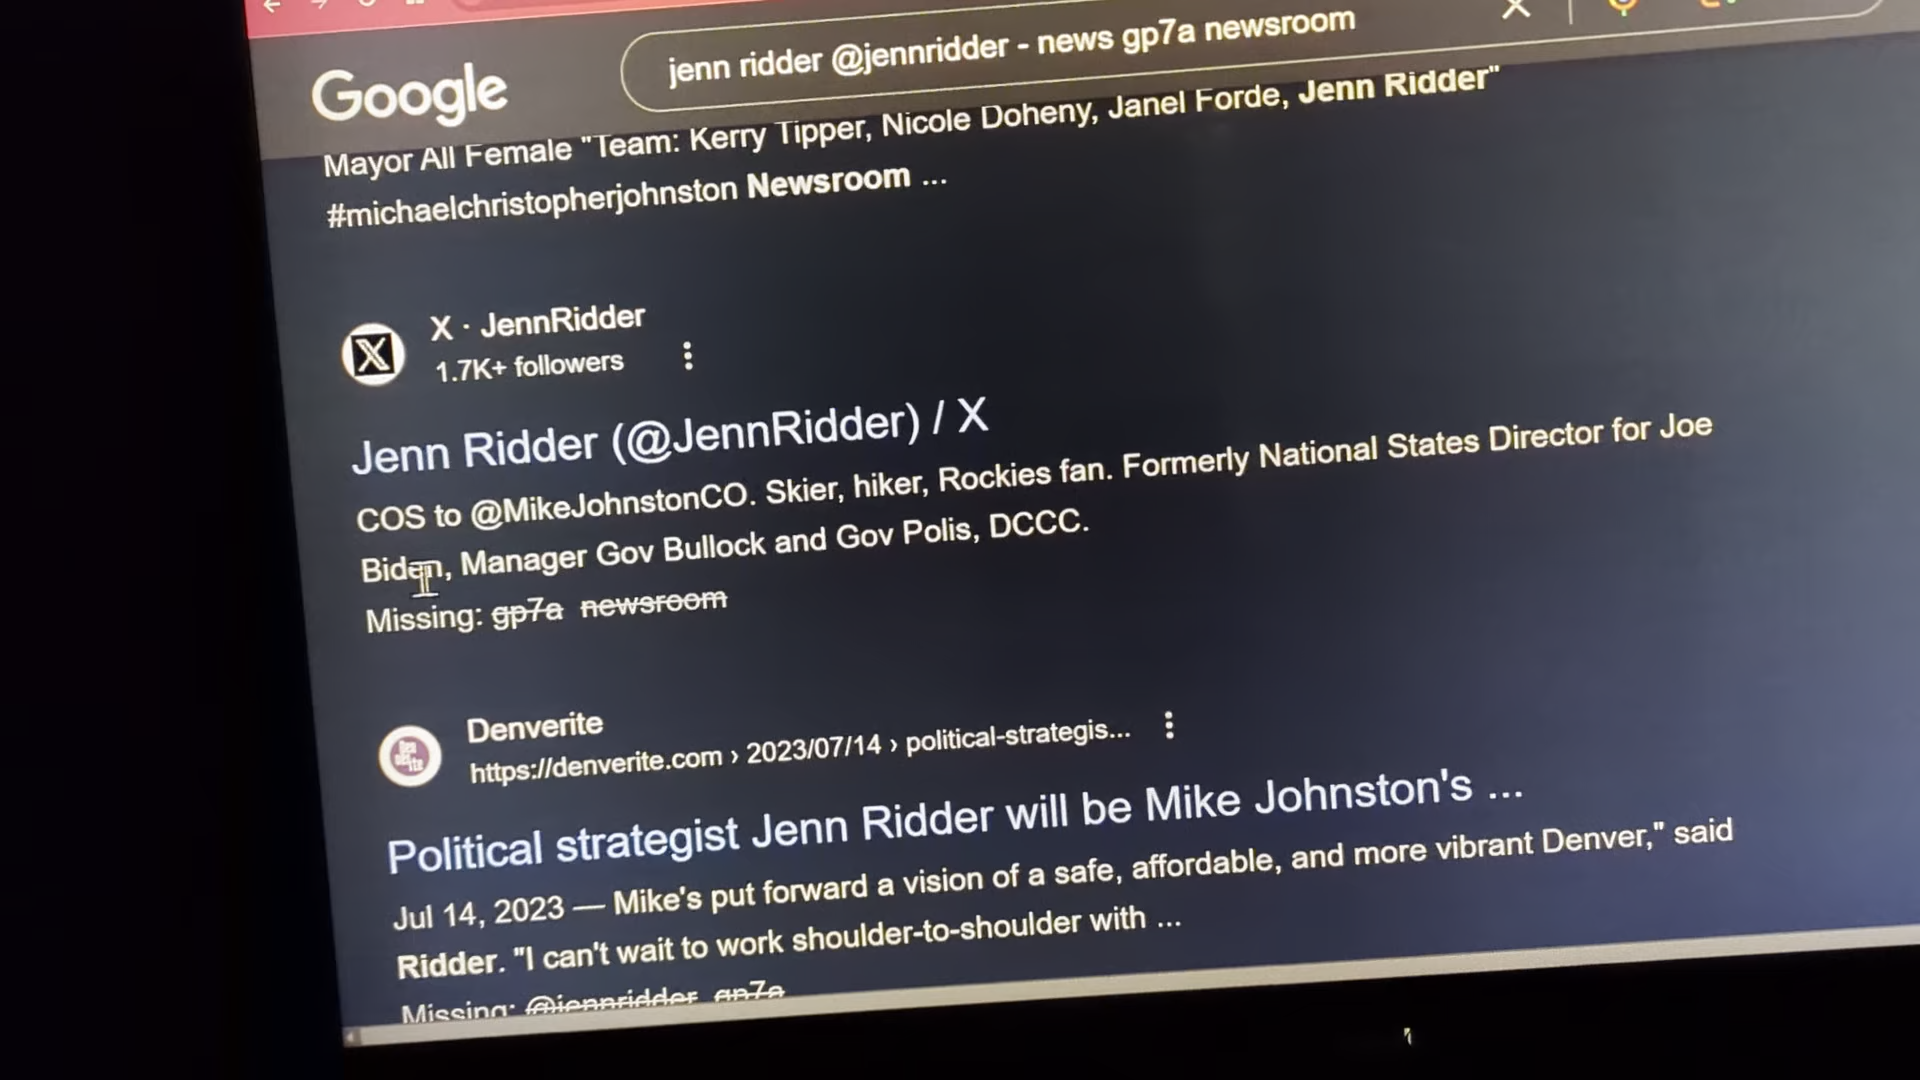 jenn ridder @jennridder - news gp7a newsroom
Google
Mayor All Female "Team: Kerry Tipper, Nicole Doheny, Janel Forde, Jenn Ridder"
#michaelchristopherjohnston Newsroom ...
X · JennRidder
1.7K+ followers
Jenn Ridder (@JennRidder) / X
COS to @MikeJohnstonCO. Skier, hiker, Rockies fan. Formerly National States Director for Joe
Biden, Manager Gov Bullock and Gov Polis, DCCC.
Missing: gp7a newsroom
Denverite
https://denverite.com › 2023/07/14 › political-strategis...
Political strategist Jenn Ridder will be Mike Johnston's ...
Jul 14, 2023 — Mike's put forward a vision of a safe, affordable, and more vibrant Denver," said
Ridder. "I can't wait to work shoulder-to-shoulder with ...
Missing: @jennridder gp7a